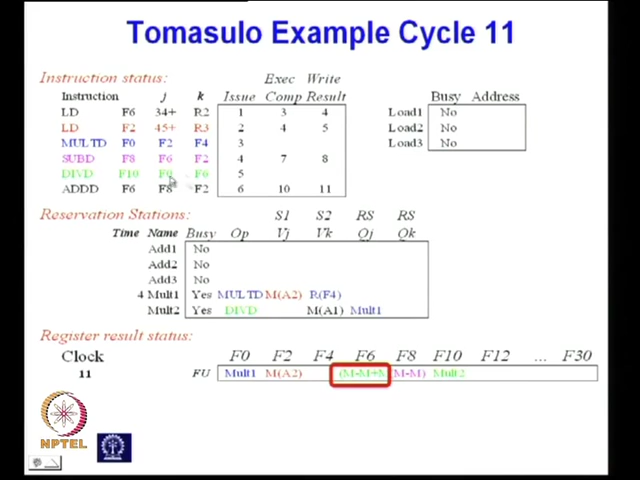 Tomasulo Example Cycle 11
Instruction status: Exec Write
Instruction j k Issue Comp Result Busy Address
LD F6 34+ R2 1 3 4 Load1 No
LD F2 45+ R3 2 4 5 Load2 No
MULTD F0 F2 F4 3 Load3 No
SUBD F8 F6 F2 4 7 8
DIVD F10 F0 F6 5
ADDD F6 F8 F2 6 10 11
Reservation Stations: S1 S2 RS RS
Time Name Busy Op Vj Vk Qj Qk
Add1 No
Add2 No
Add3 No
4 Mult1 Yes MULTD M(A2) R(F4)
Mult2 Yes DIVD M(A1) Mult1
Register result status:
Clock F0 F2 F4 F6 F8 F10 F12 ... F30
11 FU Mult1 M(A2) (M-M+M (M-M) Mult2
NPTEL